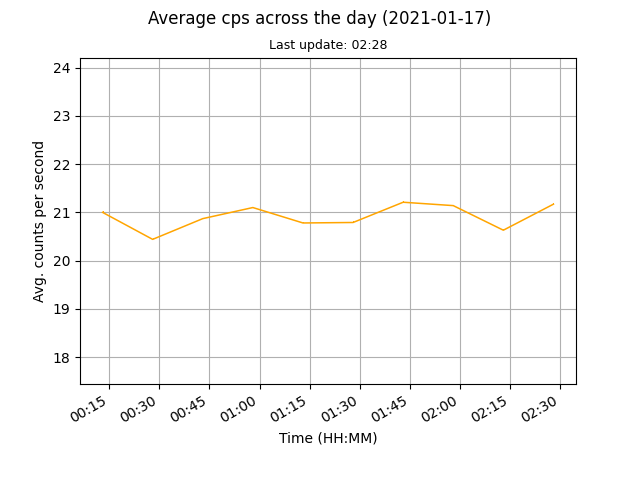 Average cps across the day (2021-01-17)
Last update: 02:28
24
23
22
21
20
19
18
Avg. counts per second
00:15 00:30 00:45 01:00 01:15 01:30 01:45 02:00 02:15 02:30
Time (HH:MM)